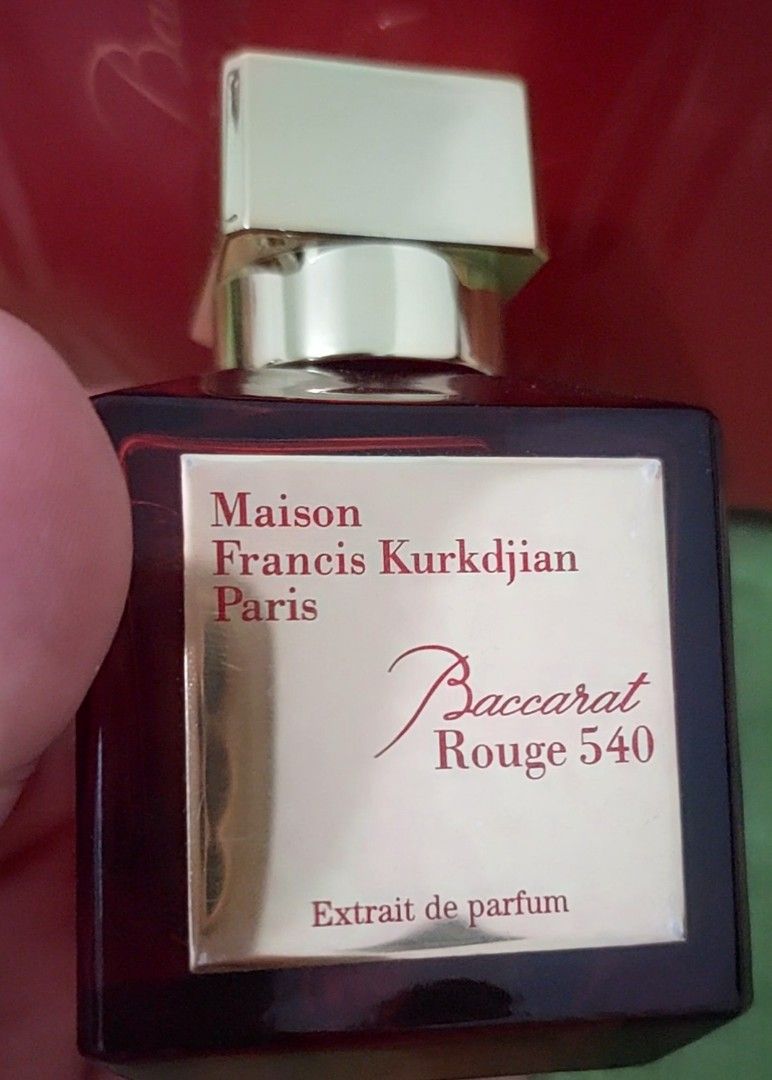 Maison
Francis Kurkdjian
Paris
Baccarat
Rouge 540
Extrait de parfum